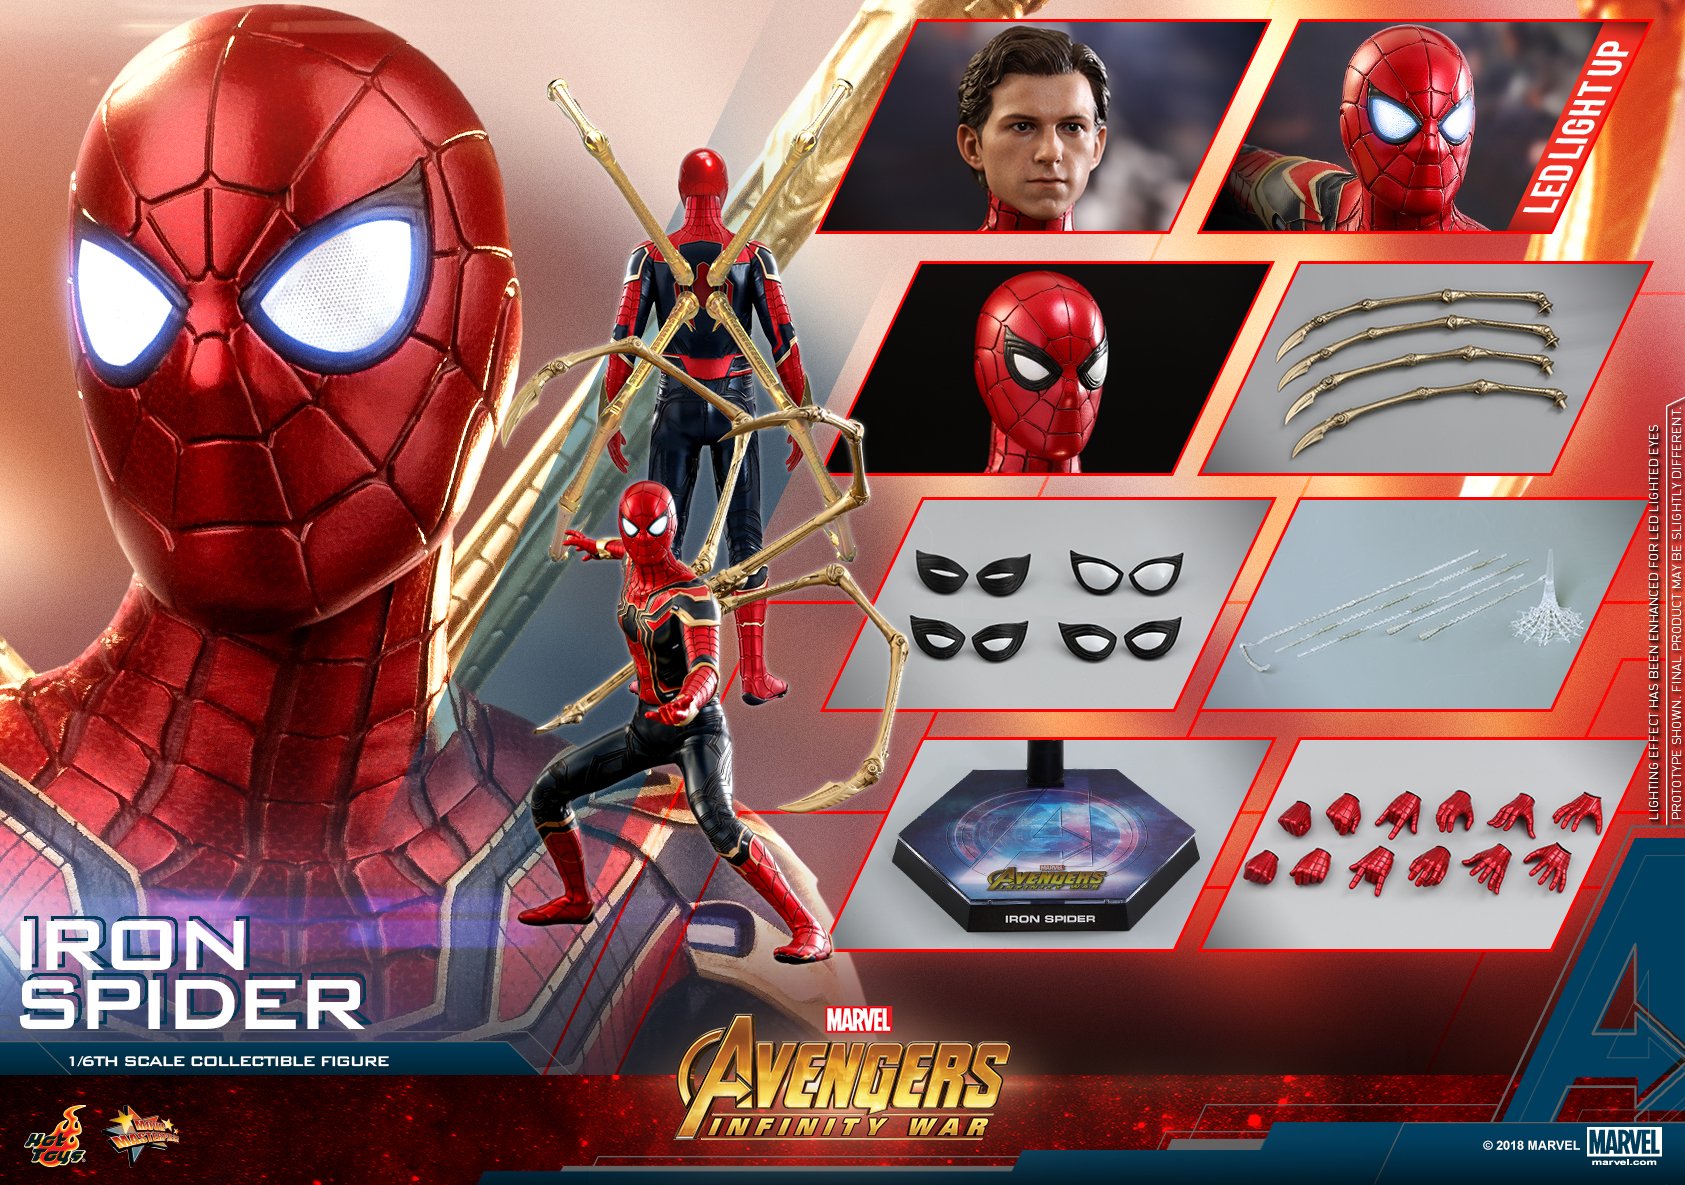 LED LIGHT UP
LIGHTING EFFECT HAS BEEN ENHANCED FOR LED LIGHTED EYES
PROTOTYPE SHOWN. FINAL PRODUCT MAY BE SLIGHTLY DIFFERENT.
MARVEL
AVENGERS
INFINITY WAR
IRON SPIDER
IRON
SPIDER
1/6TH SCALE COLLECTIBLE FIGURE
MARVEL
AVENGERS
INFINITY WAR
Hot
Toys.
MOVIE
MASTERPIECE
© 2018 MARVEL
MARVEL
marvel.com